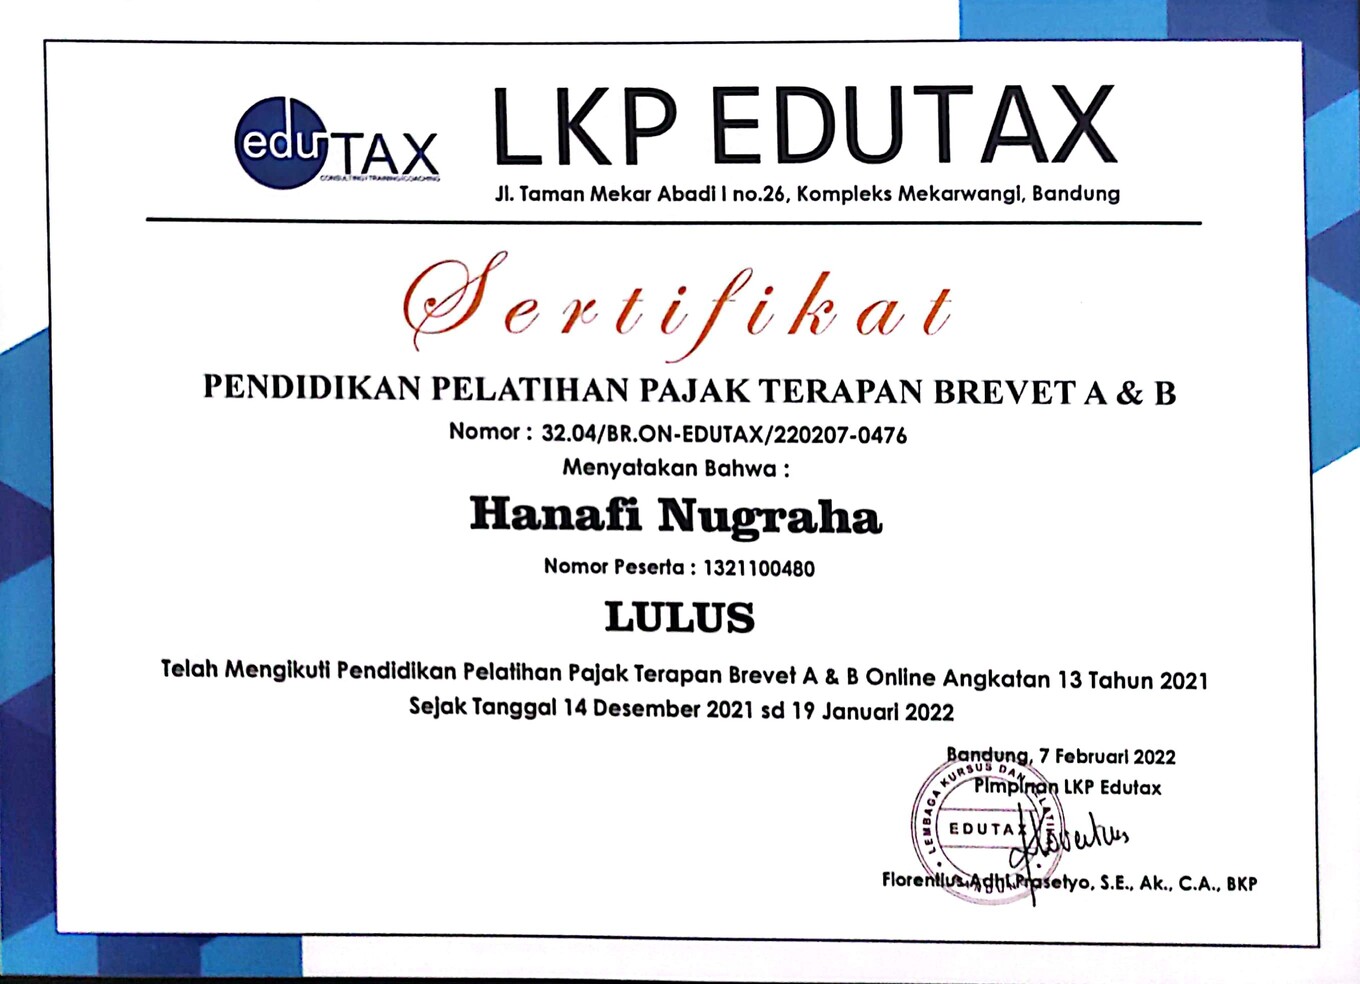 eduTAX
CONSULTING|TRAINING|COACHING
LKP EDUTAX
Jl. Taman Mekar Abadi I no.26, Kompleks Mekarwangi, Bandung
Sertifikat
PENDIDIKAN PELATIHAN PAJAK TERAPAN BREVET A & B
Nomor : 32.04/BR.ON-EDUTAX/220207-0476
Menyatakan Bahwa :
Hanafi Nugraha
Nomor Peserta : 1321100480
LULUS
Telah Mengikuti Pendidikan Pelatihan Pajak Terapan Brevet A & B Online Angkatan 13 Tahun 2021
Sejak Tanggal 14 Desember 2021 sd 19 Januari 2022
Bandung, 7 Februari 2022
Pimpinan LKP Edutax
LEMBAGA KURSUS DAN PELATIHAN
EDUTAX
Florentius Adhi Prasetyo, S.E., Ak., C.A., BKP